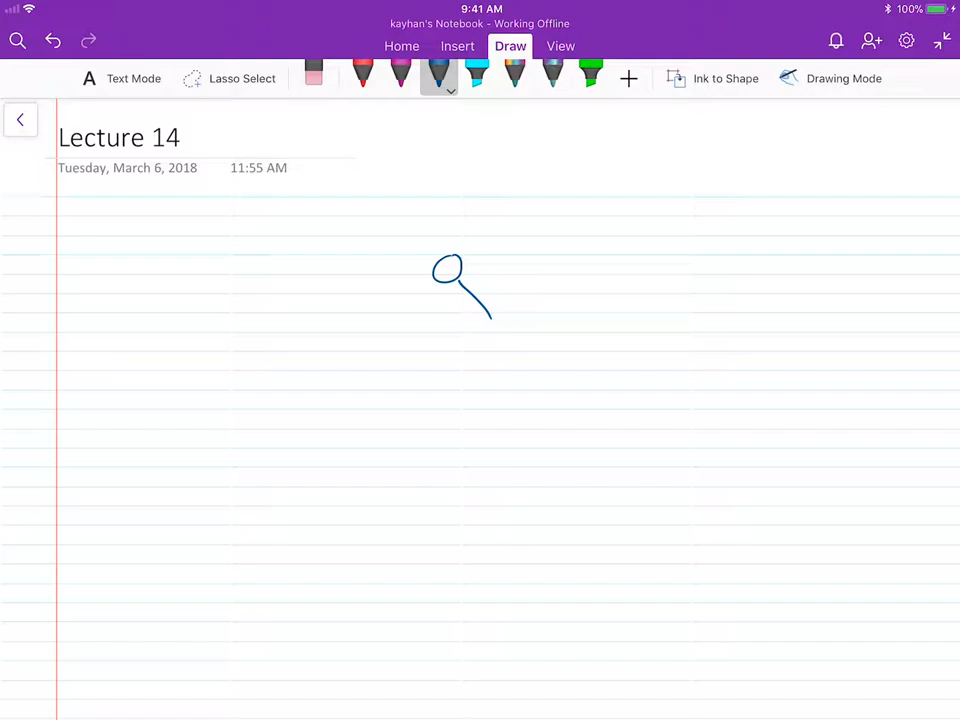 9:41 AM
100%
kayhan's Notebook - Working Offline
Home Insert Draw View
A Text Mode Lasso Select Ink to Shape Drawing Mode
Lecture 14
Tuesday, March 6, 2018 11:55 AM